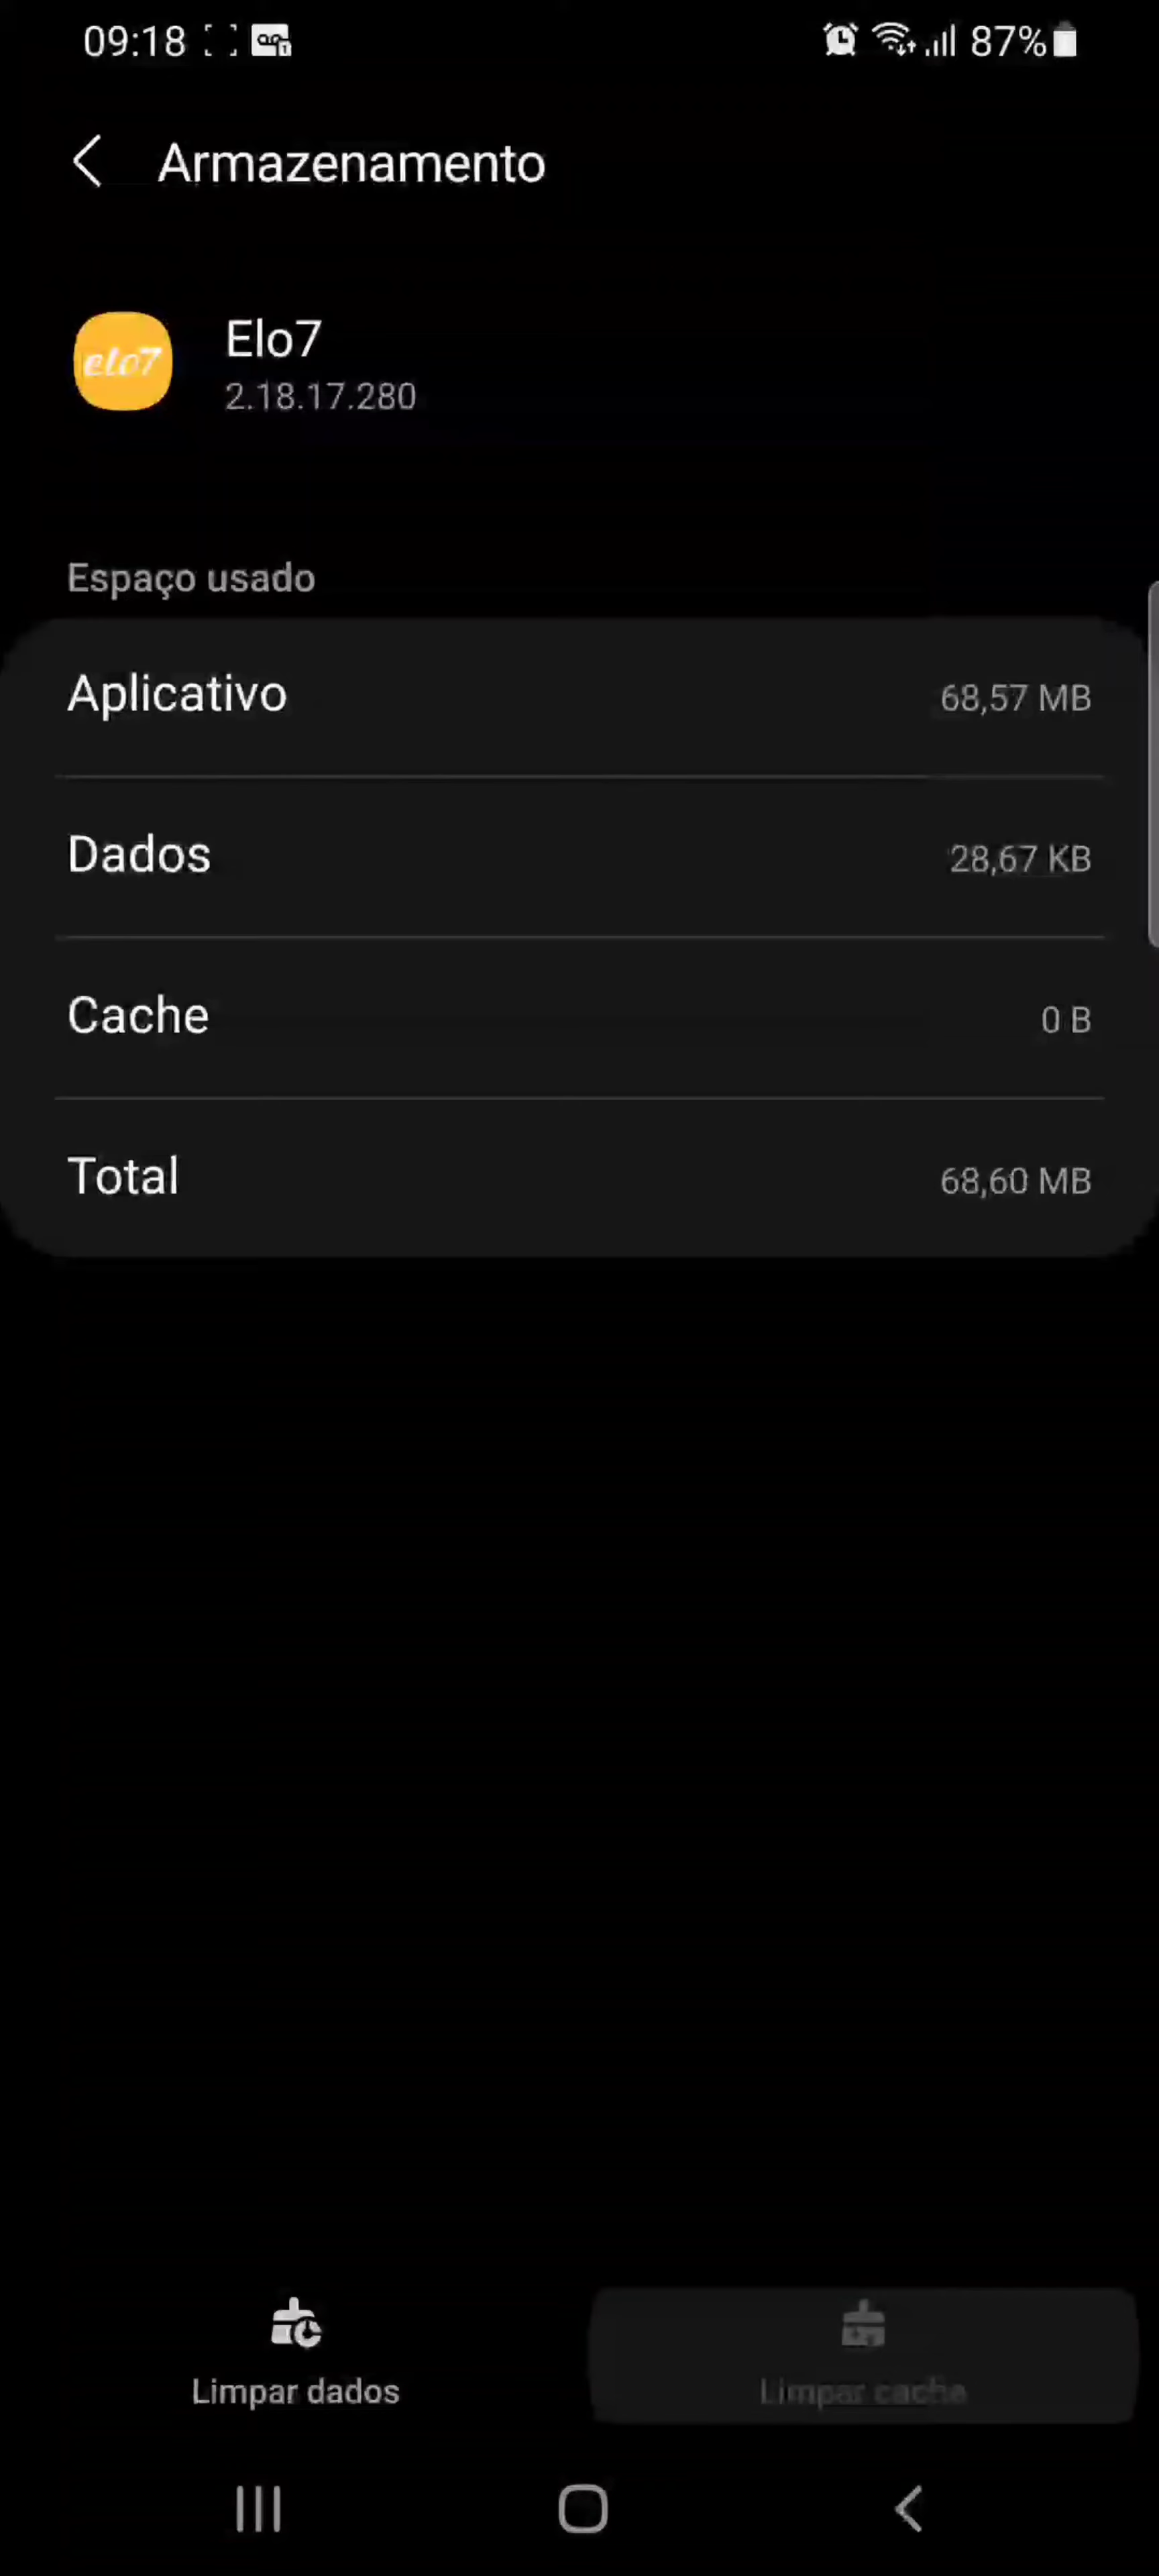 09:18 87%
Armazenamento
elo7
Elo7
2.18.17.280
Espaço usado
Aplicativo 68,57 MB
Dados 28,67 KB
Cache 0 B
Total 68,60 MB
Limpar dados Limpar cache